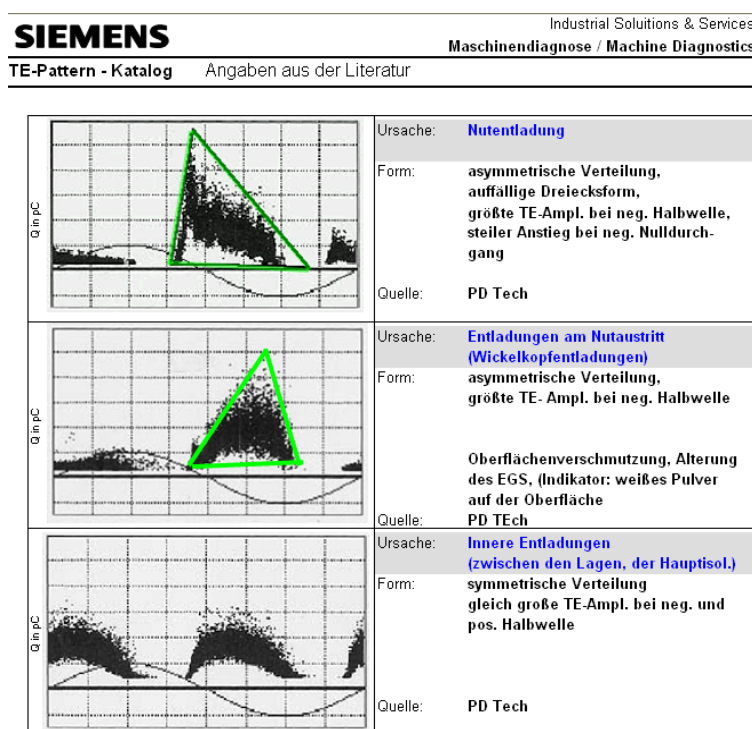 SIEMENS
Industrial Soluitions & Services
Maschinendiagnose / Machine Diagnostics
TE-Pattern - Katalog Angaben aus der Literatur
Q in pC
Ursache: Nutentladung
Form: asymmetrische Verteilung,
auffällige Dreiecksform,
größte TE-Ampl. bei neg. Halbwelle,
steiler Anstieg bei neg. Nulldurch-
gang
Quelle: PD Tech
Q in pC
Ursache: Entladungen am Nutaustritt
(Wickelkopfentladungen)
Form: asymmetrische Verteilung,
größte TE- Ampl. bei neg. Halbwelle
Oberflächenverschmutzung, Alterung
des EGS, (Indikator: weißes Pulver
auf der Oberfläche
Quelle: PD TEch
Q in pC
Ursache: Innere Entladungen
(zwischen den Lagen, der Hauptisol.)
Form: symmetrische Verteilung
gleich große TE-Ampl. bei neg. und
pos. Halbwelle
Quelle: PD Tech